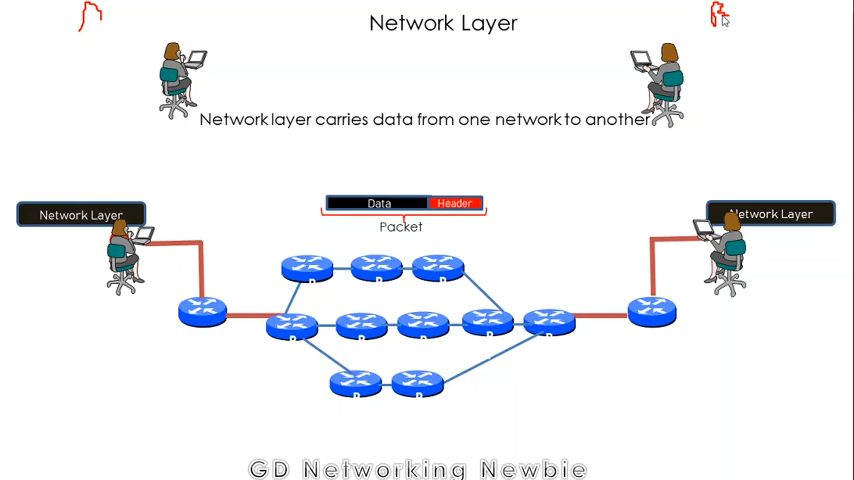 Network Layer
Network layer carries data from one network to another
Data Header
Packet
Network Layer
Network Layer
R R R
R R R R R
R R
GD Networking Newbie